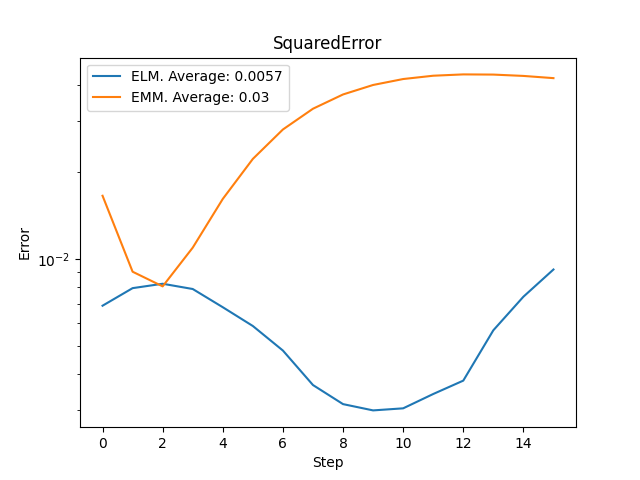 SquaredError
ELM. Average: 0.0057
EMM. Average: 0.03
Error
10⁻²
0 2 4 6 8 10 12 14
Step